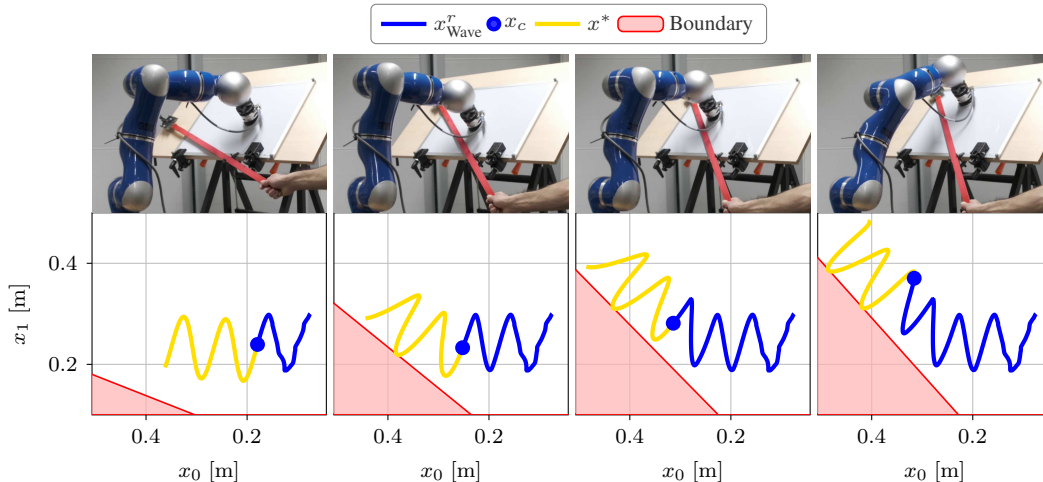 x^r_Wave x_c x^* Boundary
0.4
0.2
x_1 [m]
0.4 0.2 0.4 0.2 0.4 0.2 0.4 0.2
x_0 [m] x_0 [m] x_0 [m] x_0 [m]